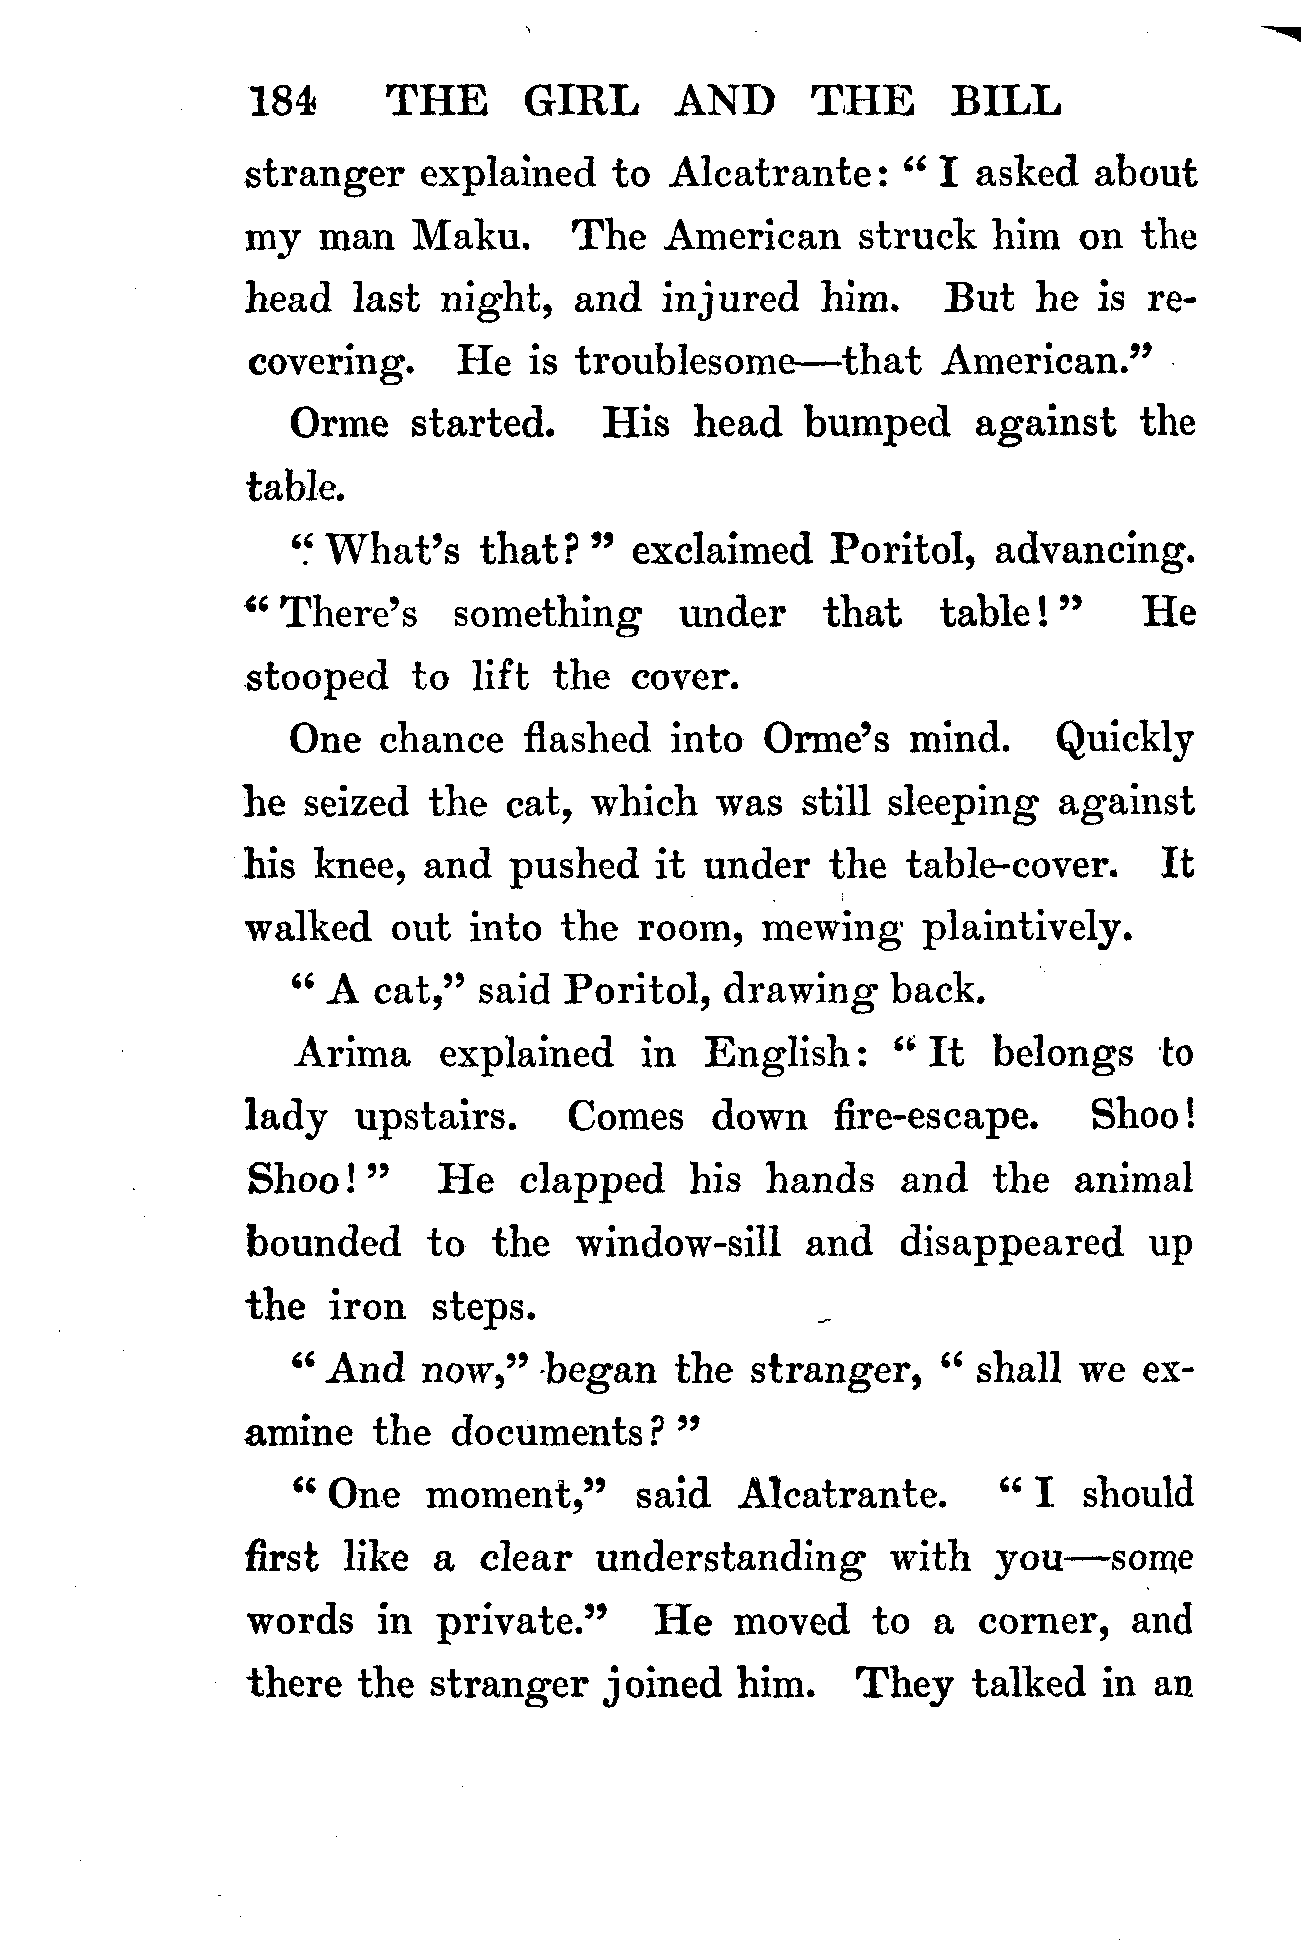 184 THE GIRL AND THE BILL
stranger explained to Alcatrante: “ I asked about
my man Maku. The American struck him on the
head last night, and injured him. But he is re-
covering. He is troublesome—that American.”
Orme started. His head bumped against the
table.
“ What’s that? ” exclaimed Poritol, advancing.
“ There’s something under that table! ” He
stooped to lift the cover.
One chance flashed into Orme’s mind. Quickly
he seized the cat, which was still sleeping against
his knee, and pushed it under the table-cover. It
walked out into the room, mewing plaintively.
“ A cat,” said Poritol, drawing back.
Arima explained in English: “ It belongs to
lady upstairs. Comes down fire-escape. Shoo!
Shoo! ” He clapped his hands and the animal
bounded to the window-sill and disappeared up
the iron steps.
“ And now,” began the stranger, “ shall we ex-
amine the documents? ”
“ One moment,” said Alcatrante. “ I should
first like a clear understanding with you—some
words in private.” He moved to a corner, and
there the stranger joined him. They talked in an